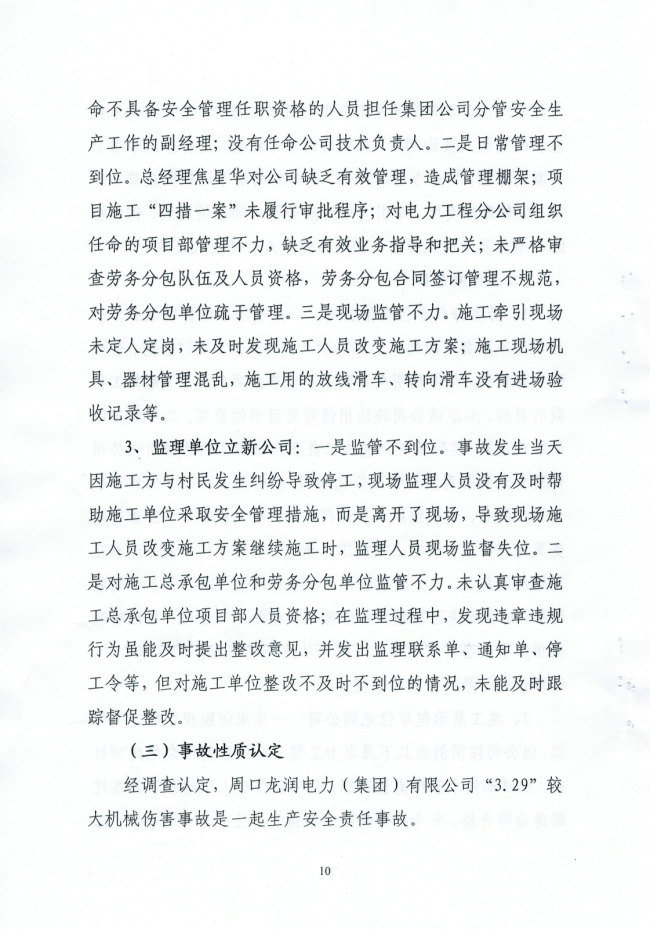 命不具备安全管理任职资格的人员担任集团公司分管安全生
产工作的副经理；没有任命公司技术负责人。二是日常管理不
到位。总经理焦星华对公司缺乏有效管理，造成管理棚架；项
目施工“四措一案”未履行审批程序；对电力工程分公司组织
任命的项目部管理不力，缺乏有效业务指导和把关；未严格审
查劳务分包队伍及人员资格，劳务分包合同签订管理不规范，
对劳务分包单位疏于管理。三是现场监管不力。施工牵引现场
未定人定岗，未及时发现施工人员改变施工方案；施工现场机
具、器材管理混乱，施工用的放线滑车、转向滑车没有进场验
收记录等。
3、监理单位立新公司：一是监管不到位。事故发生当天
因施工方与村民发生纠纷导致停工，现场监理人员没有及时帮
助施工单位采取安全管理措施，而是离开了现场，导致现场施
工人员改变施工方案继续施工时，监理人员现场监督失位。二
是对施工总承包单位和劳务分包单位监管不力。未认真审查施
工总承包单位项目部人员资格；在监理过程中，发现违章违规
行为虽能及时提出整改意见，并发出监理联系单、通知单、停
工令等，但对施工单位整改不及时不到位的情况，未能及时跟
踪督促整改。
（三）事故性质认定
经调查认定，周口龙润电力（集团）有限公司“3.29”较
大机械伤害事故是一起生产安全责任事故。
10